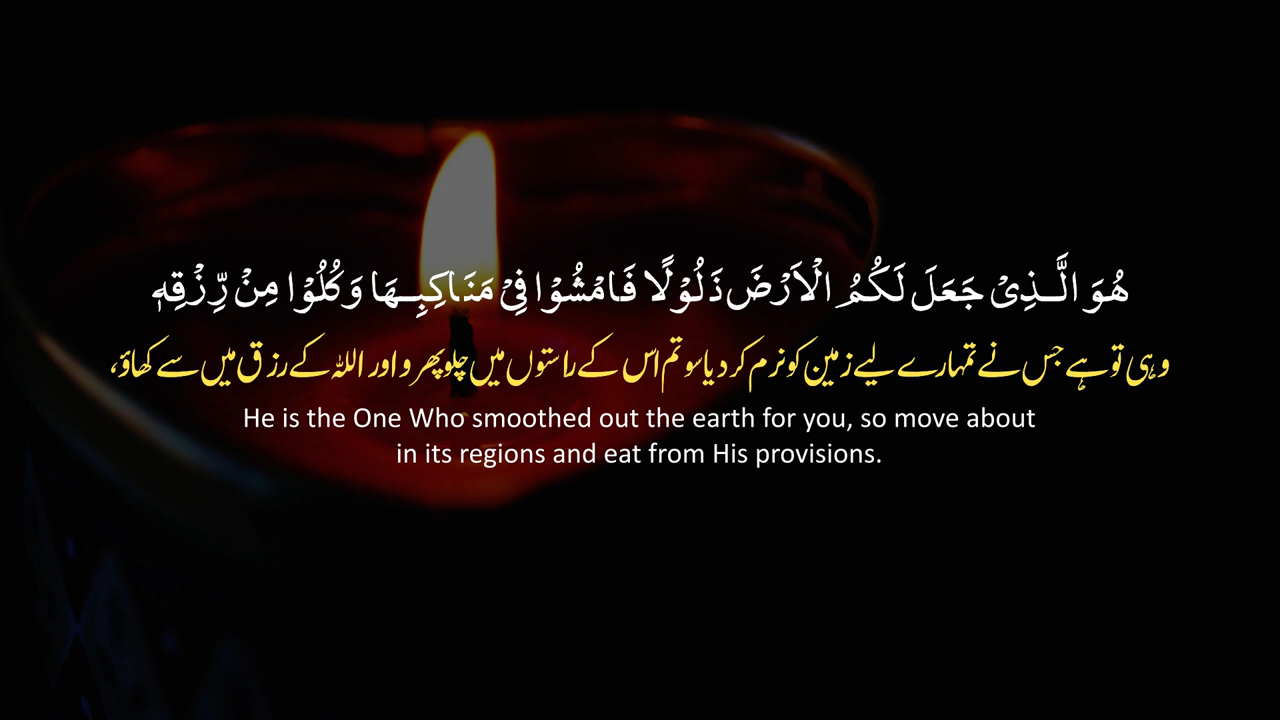 هُوَ الَّـذِىْ جَعَلَ لَكُمُ الْاَرْضَ ذَلُوْلًا فَامْشُوْا فِىْ مَنَاكِبِـهَا وَكُلُوْا مِنْ رِّزْقِهٖ
وہی تو ہے جس نے تمہارے لیے زمین کو نرم کر دیا سو تم اس کے راستوں میں چلو پھرو اور اللہ کے رزق میں سے کھاؤ،
He is the One Who smoothed out the earth for you, so move about
in its regions and eat from His provisions.